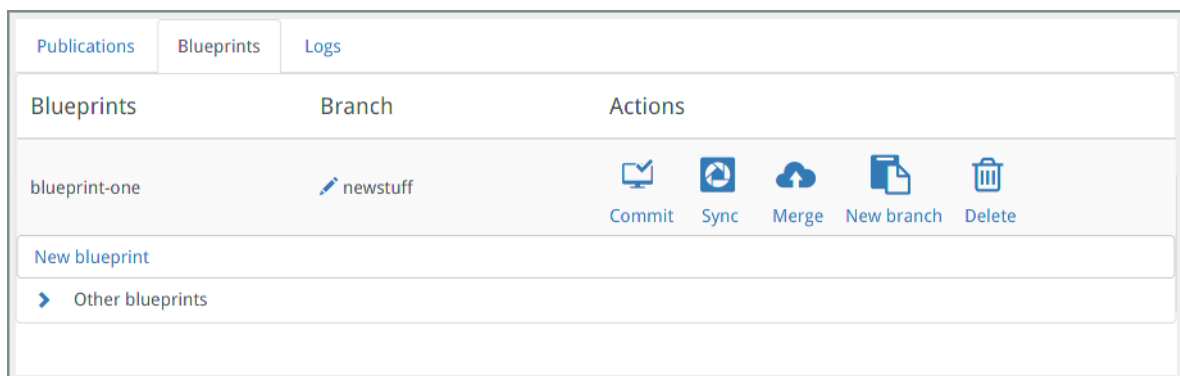 Publications Blueprints Logs
Blueprints Branch Actions
blueprint-one newstuff
Commit Sync Merge New branch Delete
New blueprint
Other blueprints